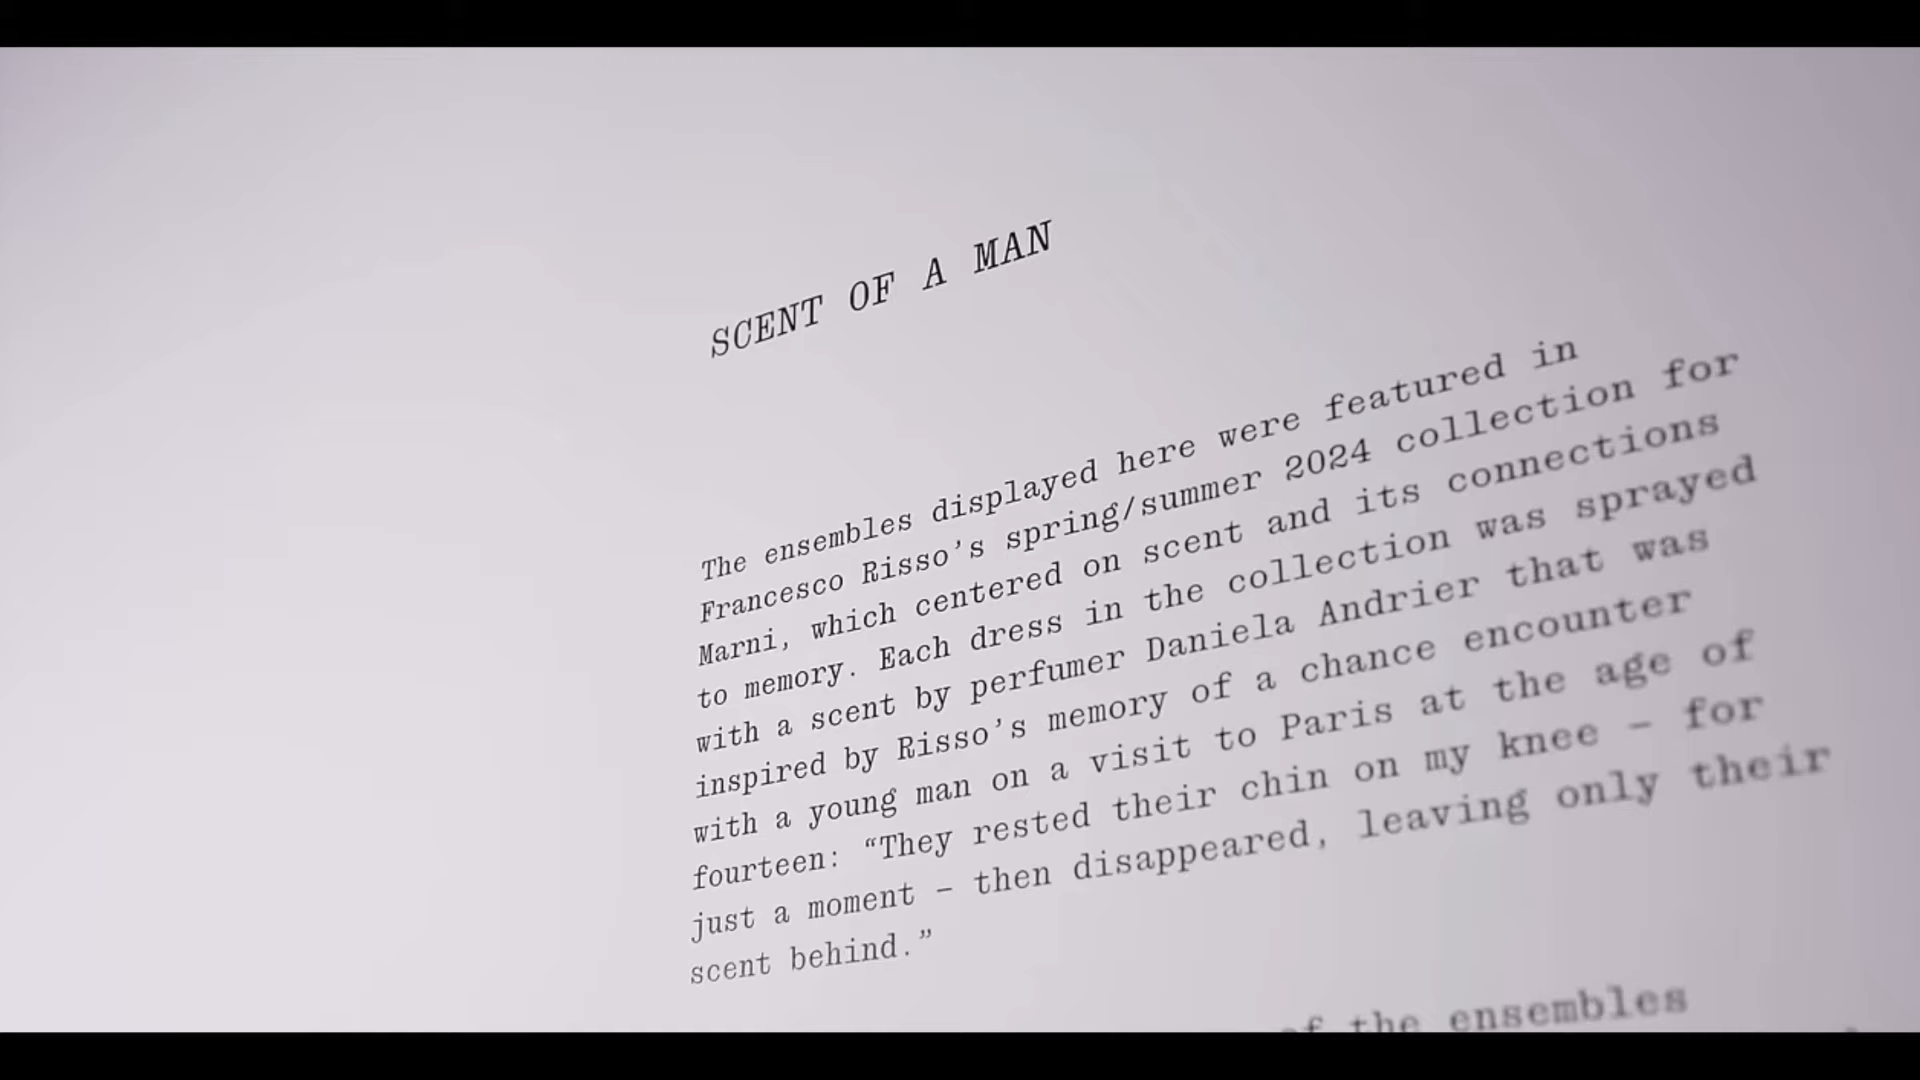 SCENT OF A MAN
The ensembles displayed here were featured in
Francesco Risso’s spring/summer 2024 collection for
Marni, which centered on scent and its connections
to memory. Each dress in the collection was sprayed
with a scent by perfumer Daniela Andrier that was
inspired by Risso’s memory of a chance encounter
with a young man on a visit to Paris at the age of
fourteen: “They rested their chin on my knee – for
just a moment – then disappeared, leaving only their
scent behind.”
of the ensembles